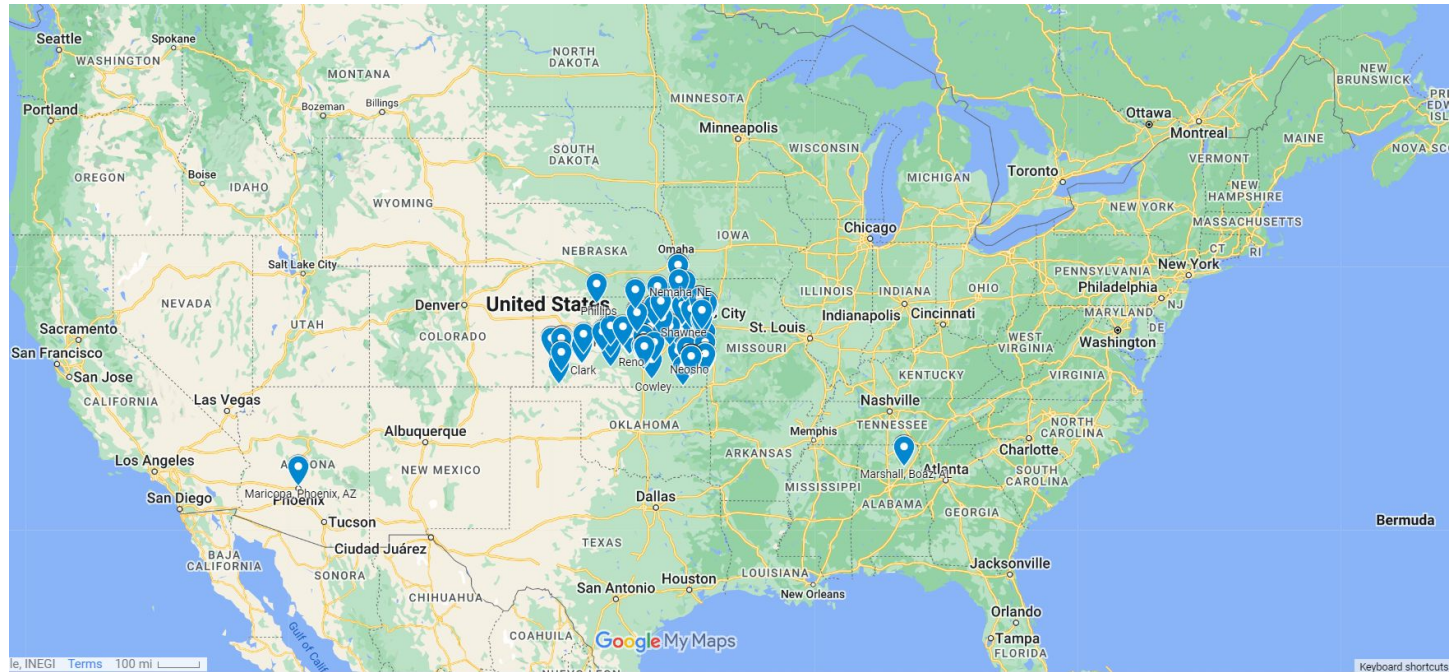 Seattle
Spokane
WASHINGTON
MONTANA
NORTH
DAKOTA
MINNESOTA
Ottawa
Montreal
NEW
BRUNSWICK
MAINE
NOVA SCO
Portland
Bozeman
Billings
Minneapolis
WISCONSIN
SOUTH
DAKOTA
MICHIGAN
Toronto
VERMONT
NEW
HAMPSHIRE
OREGON
Boise
IDAHO
WYOMING
NEW YORK
MASSACHUSETTS
CT
RI
Chicago
IOWA
NEBRASKA
Omaha
Salt Lake City
PENNSYLVANIA
New York
NEVADA
Denver
United States
Nemaha, NE
ILLINOIS
INDIANA
OHIO
Philadelphia
NJ
MARYLAND
DE
Phillips
City
Indianapolis
Cincinnati
Sacramento
UTAH
COLORADO
Shawnee
St. Louis
MISSOURI
Washington
WEST
VIRGINIA
San Francisco
San Jose
Clark
Reno
Neosho
Cowley
KENTUCKY
VIRGINIA
CALIFORNIA
Las Vegas
Nashville
TENNESSEE
NORTH
CAROLINA
Albuquerque
OKLAHOMA
Memphis
Charlotte
Los Angeles
ARIZONA
NEW MEXICO
ARKANSAS
Marshall, Boaz, AL
Atlanta
SOUTH
CAROLINA
San Diego
Maricopa, Phoenix, AZ
Phoenix
Dallas
MISSISSIPPI
ALABAMA
GEORGIA
Tucson
Bermuda
Ciudad Juárez
TEXAS
BAJA
CALIFORNIA
SONORA
Jacksonville
LOUISIANA
Houston
San Antonio
New Orleans
CHIHUAHUA
Orlando
Gulf of Calif
COAHUILA
Google My Maps
Tampa
FLORIDA
le, INEGI
Terms
100 mi
Keyboard shortcuts